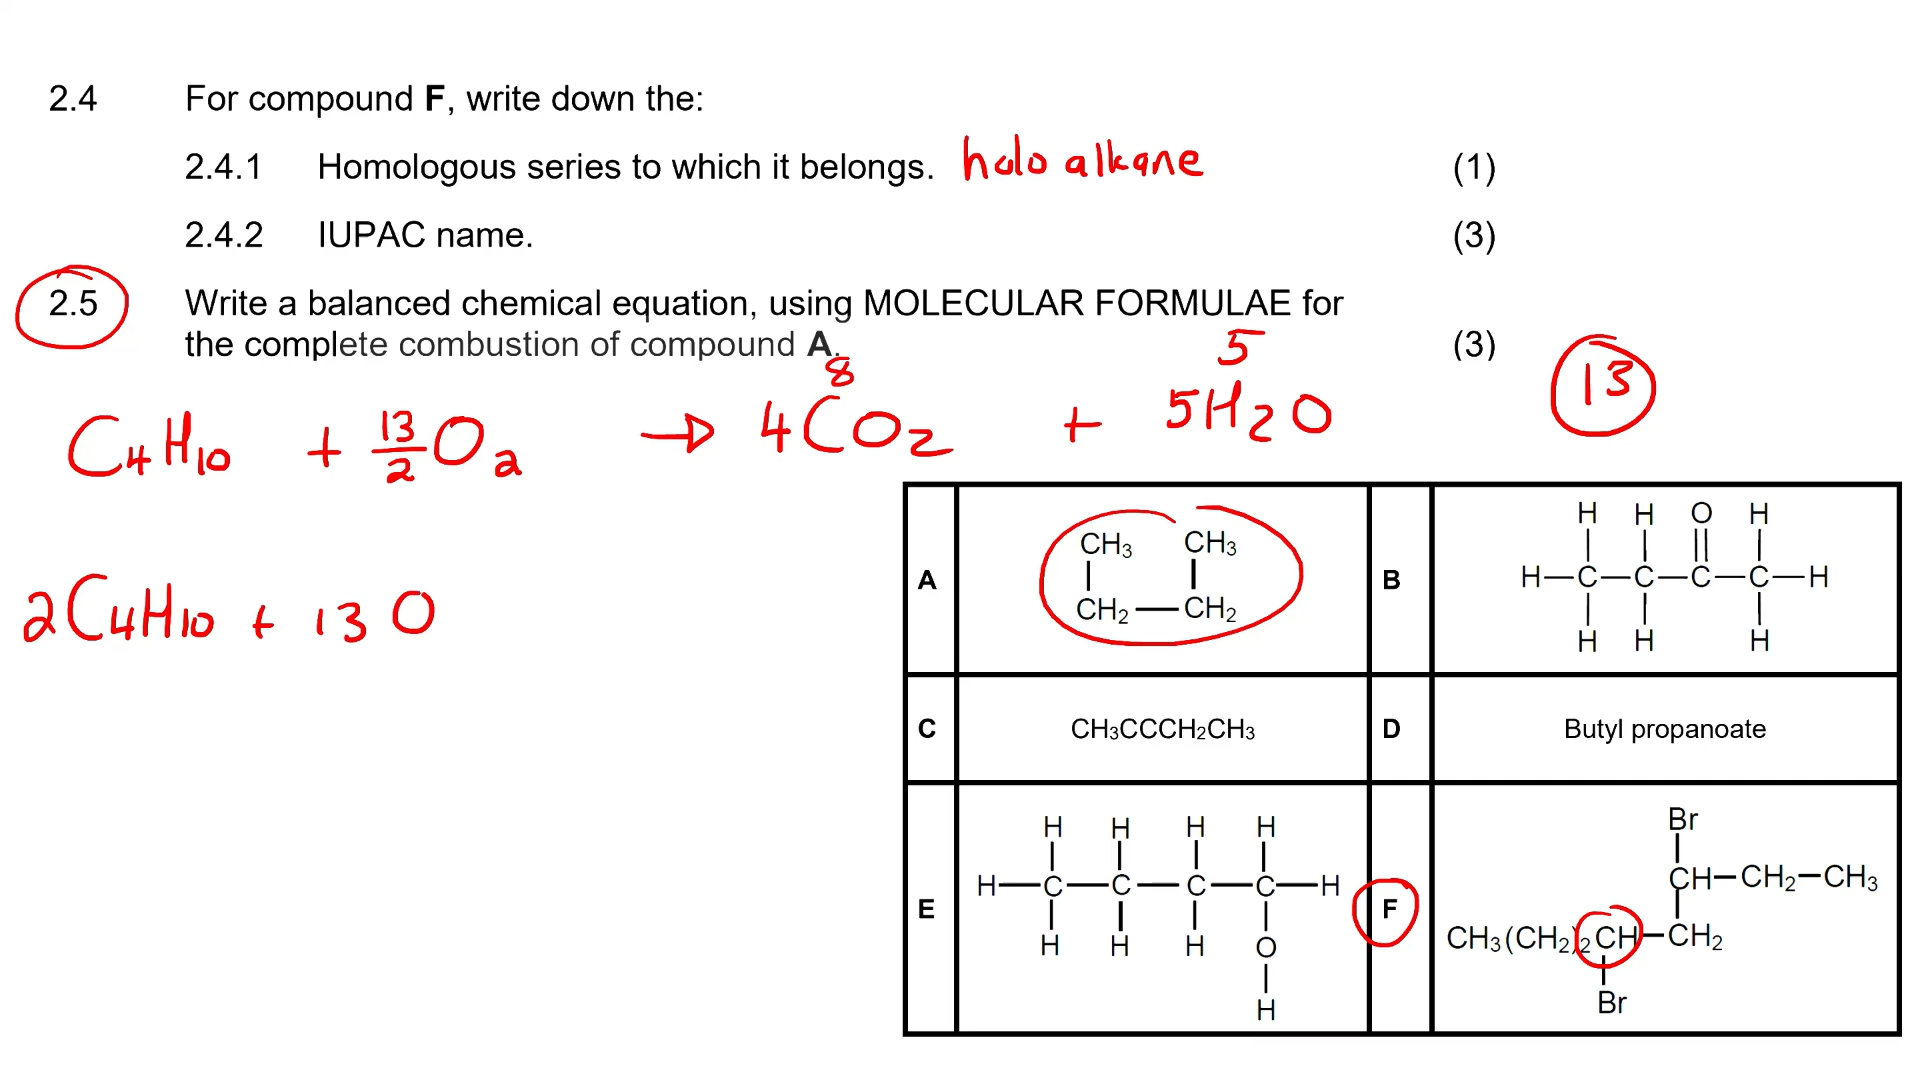 2.4 For compound F, write down the:
2.4.1 Homologous series to which it belongs. halo alkane (1)
2.4.2 IUPAC name. (3)
2.5 Write a balanced chemical equation, using MOLECULAR FORMULAE for
the complete combustion of compound A. (3)
8 5 13
C4H10 + 13/2 O2 → 4CO2 + 5H2O
2C4H10 + 13 O
A
CH3 CH3
CH2—CH2
B
H H O H
H—C—C—C—C—H
H H H
C CH3CCCH2CH3
D Butyl propanoate
E
H H H H
H—C—C—C—C—H
H H H O
H
F
Br
CH—CH2—CH3
CH3(CH2)2CH—CH2
Br